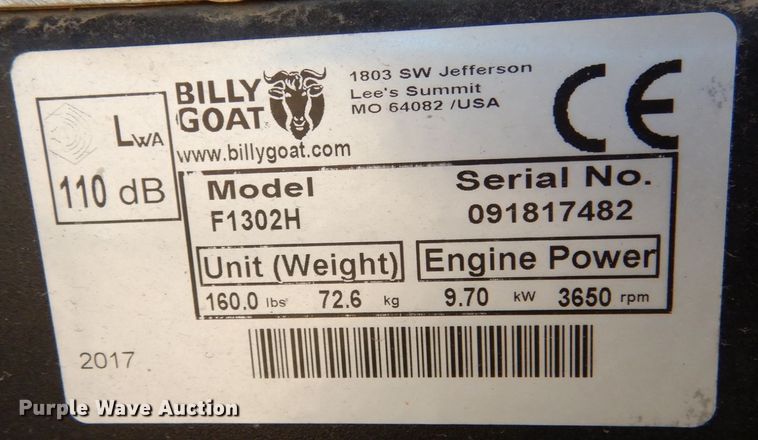 BILLY GOAT
1803 SW Jefferson
Lee's Summit
MO 64082 /USA
www.billygoat.com
CE
LWA
110 dB
Model Serial No.
F1302H 091817482
Unit (Weight) Engine Power
160.0 lbs 72.6 kg 9.70 kW 3650 rpm
2017
Purple Wave Auction